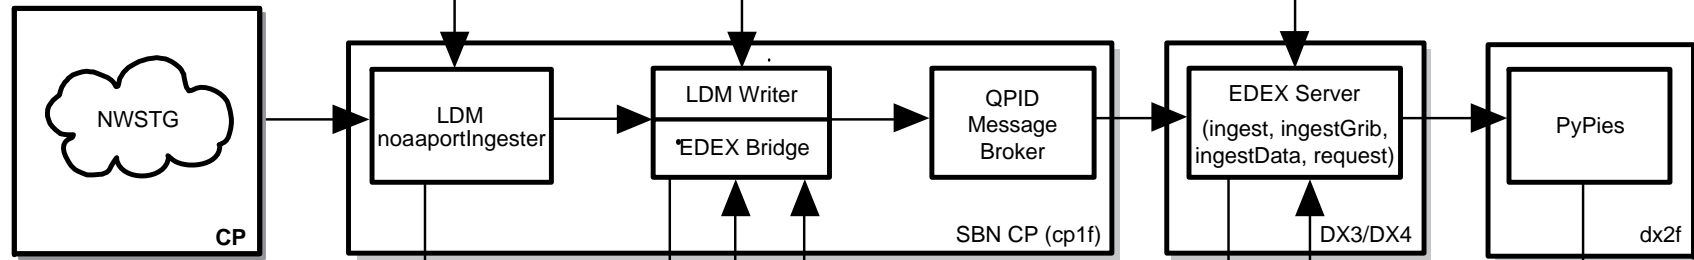 NWSTG
CP
LDM
noaaportIngester
LDM Writer
EDEX Bridge
QPID
Message
Broker
SBN CP (cp1f)
EDEX Server
(ingest, ingestGrib,
ingestData, request)
DX3/DX4
PyPies
dx2f